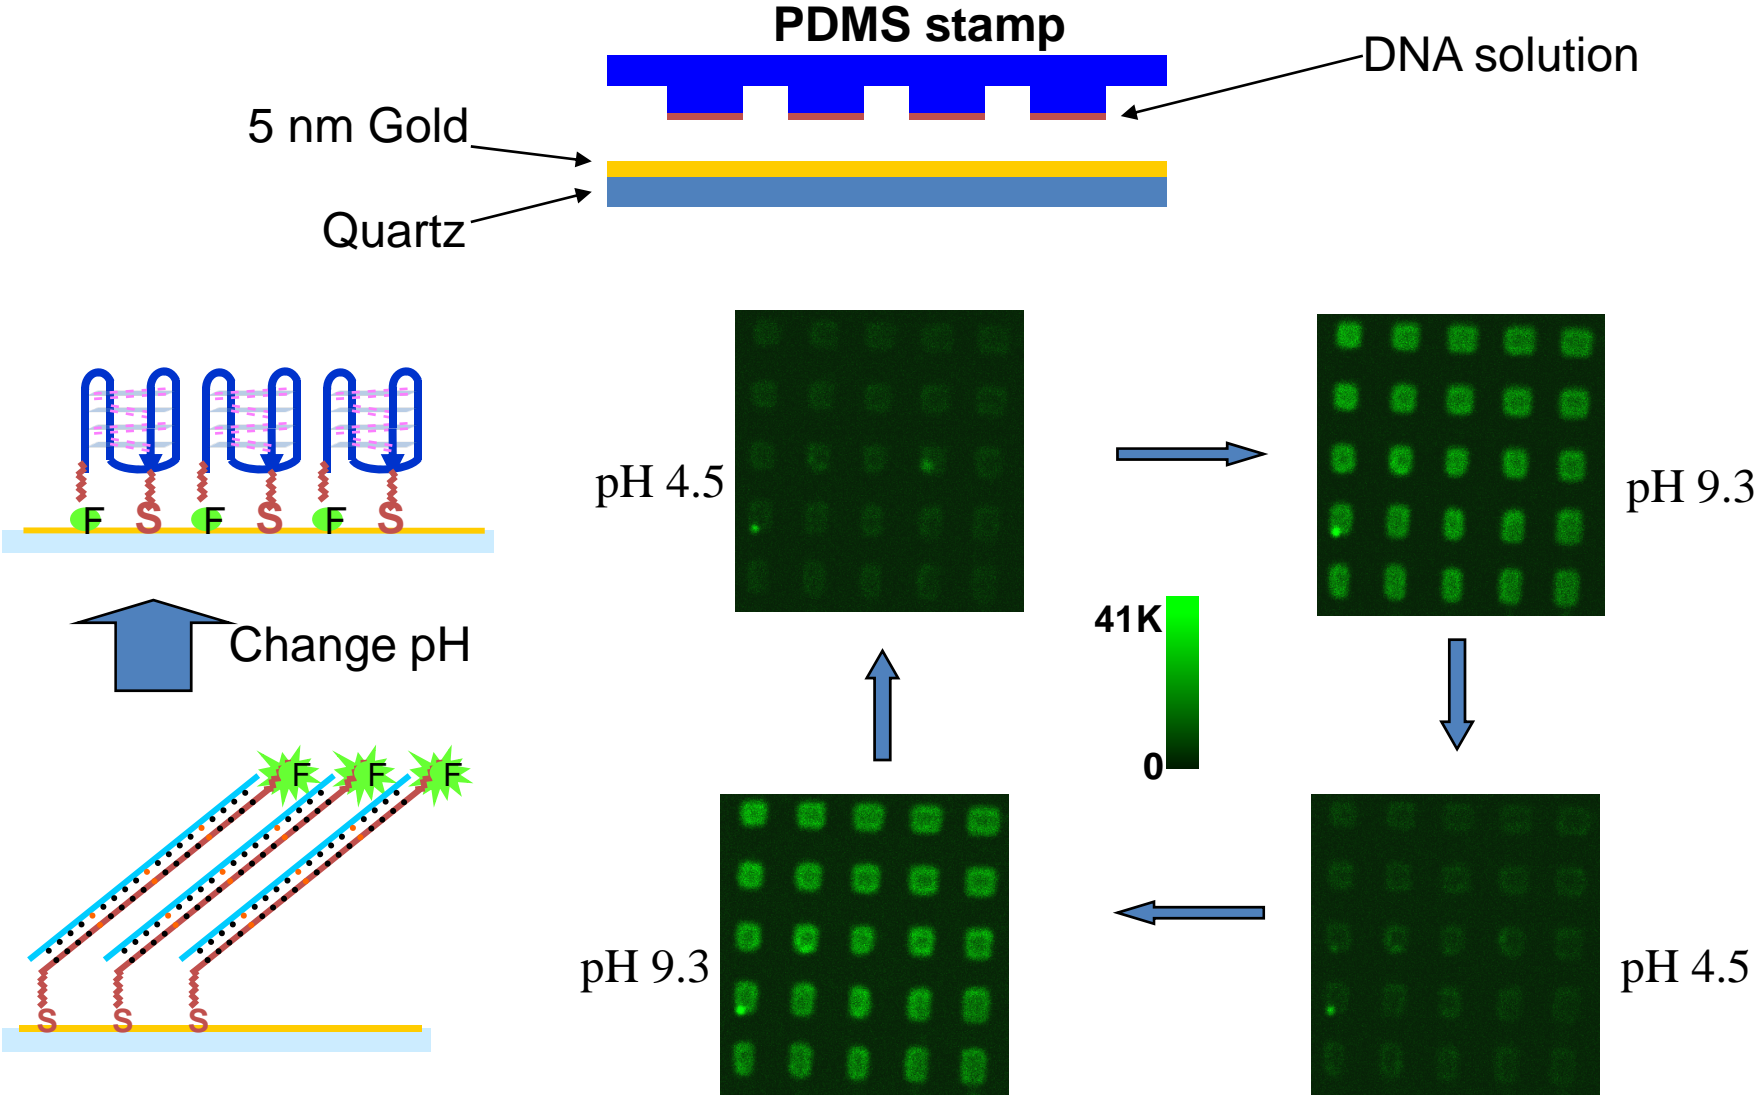 PDMS stamp
DNA solution
5 nm Gold
Quartz
pH 4.5
pH 9.3
F S F S F S
Change pH
41K
0
F F F
pH 9.3
pH 4.5
S S S